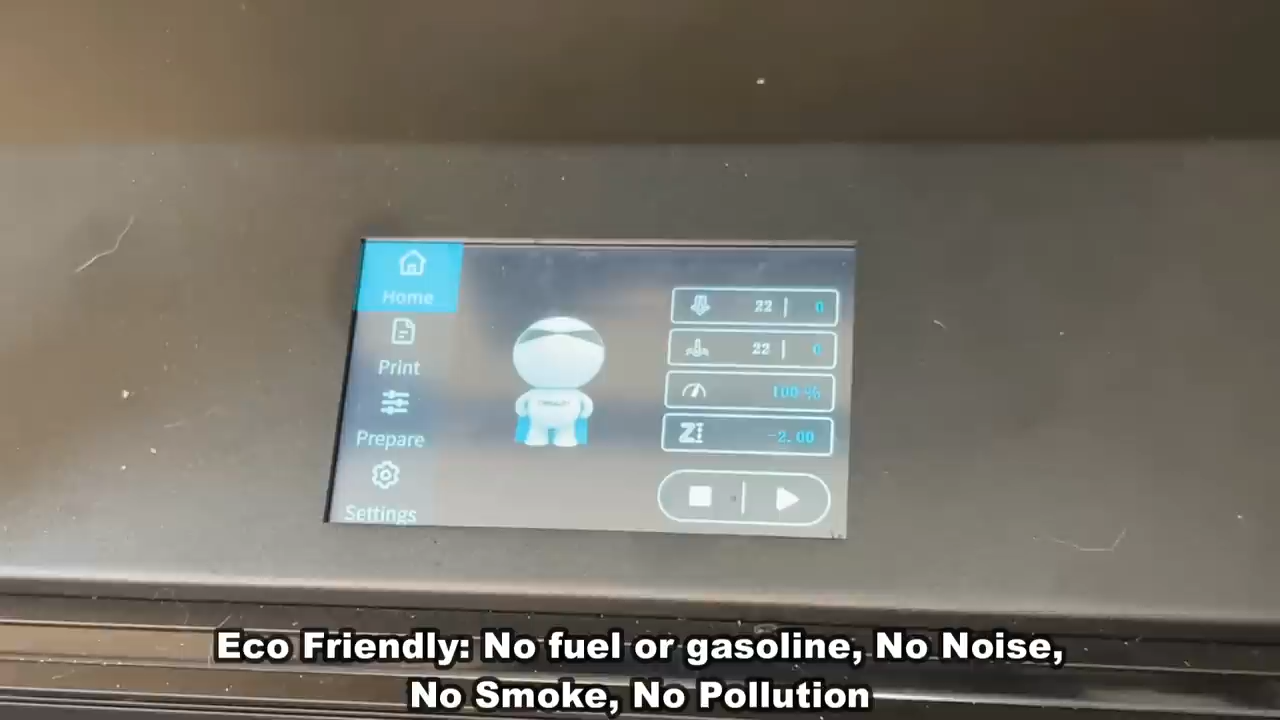 Home
Print
Prepare
Settings
22 | 0
22 | 0
100 %
Z
-2.00
Eco Friendly: No fuel or gasoline, No Noise,
No Smoke, No Pollution